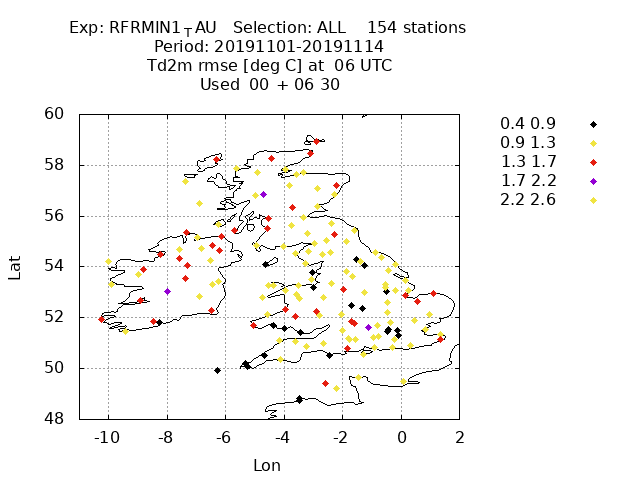 Exp: RFRMIN1_TAU Selection: ALL 154 stations
Period: 20191101-20191114
Td2m rmse [deg C] at 06 UTC
Used 00 + 06 30
60
58
56
54
52
50
48
-10 -8 -6 -4 -2 0 2
Lat
Lon
0.4 0.9
0.9 1.3
1.3 1.7
1.7 2.2
2.2 2.6